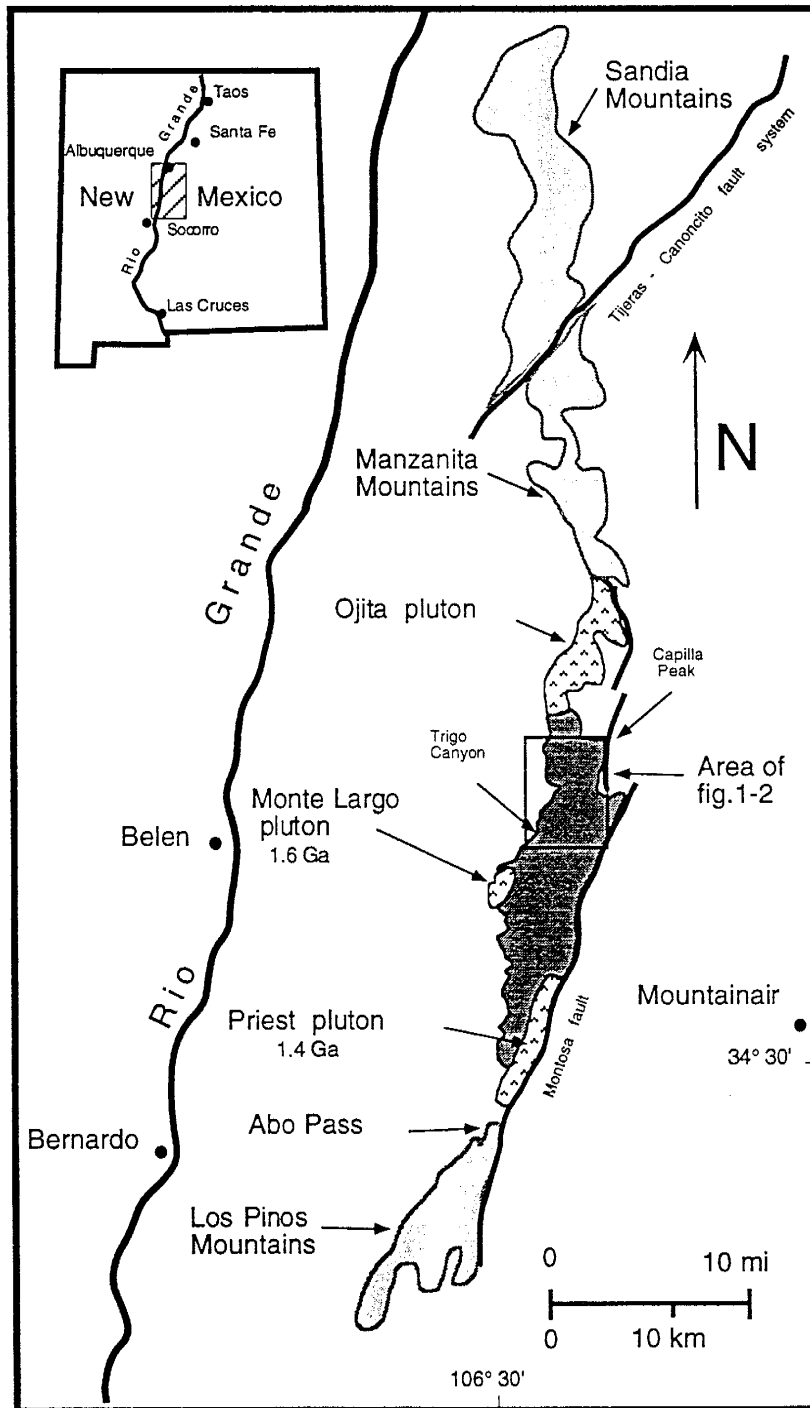 Taos
Grande
Santa Fe
Albuquerque
New Mexico
Socorro
Rio
Las Cruces
Sandia
Mountains
Tijeras - Canoncito fault system
N
Manzanita
Mountains
Grande
Ojita pluton
Capilla
Peak
Trigo
Canyon
Area of
fig.1-2
Monte Largo
pluton
1.6 Ga
Belen
Rio
Priest pluton
1.4 Ga
Mountainair
34° 30'
Montosa fault
Abo Pass
Bernardo
Los Pinos
Mountains
0 10 mi
0 10 km
106° 30'